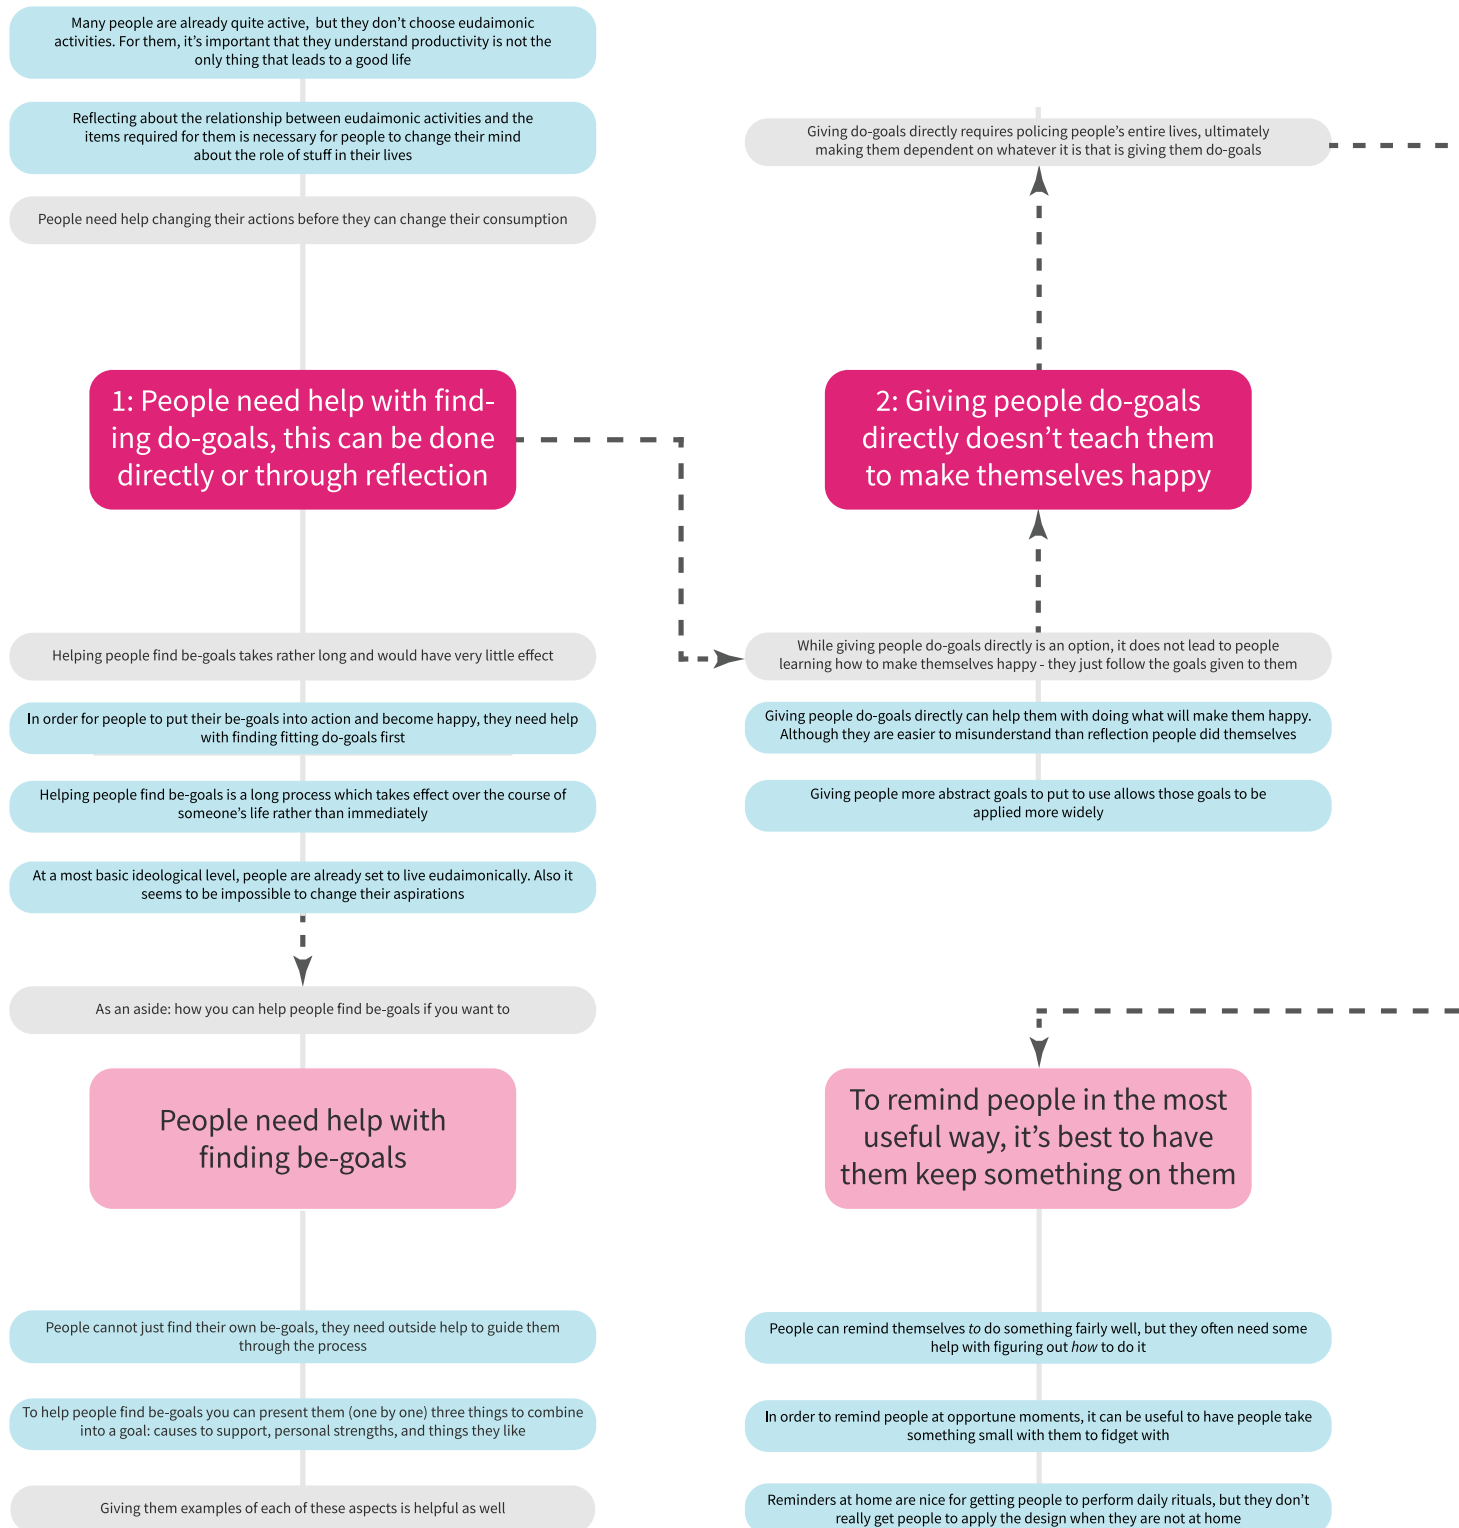 Many people are already quite active,  but they don’t choose eudaimonic
activities. For them, it’s important that they understand productivity is not the
only thing that leads to a good life
Reflecting about the relationship between eudaimonic activities and the
items required for them is necessary for people to change their mind
about the role of stuff in their lives
People need help changing their actions before they can change their consumption
1: People need help with find-
ing do-goals, this can be done
directly or through reflection
Helping people find be-goals takes rather long and would have very little effect
In order for people to put their be-goals into action and become happy, they need help
with finding fitting do-goals first
Helping people find be-goals is a long process which takes effect over the course of
someone’s life rather than immediately
At a most basic ideological level, people are already set to live eudaimonically. Also it
seems to be impossible to change their aspirations
As an aside: how you can help people find be-goals if you want to
People need help with
finding be-goals
People cannot just find their own be-goals, they need outside help to guide them
through the process
To help people find be-goals you can present them (one by one) three things to combine
into a goal: causes to support, personal strengths, and things they like
Giving them examples of each of these aspects is helpful as well
Giving do-goals directly requires policing people’s entire lives, ultimately
making them dependent on whatever it is that is giving them do-goals
2: Giving people do-goals
directly doesn’t teach them
to make themselves happy
While giving people do-goals directly is an option, it does not lead to people
learning how to make themselves happy - they just follow the goals given to them
Giving people do-goals directly can help them with doing what will make them happy.
Although they are easier to misunderstand than reflection people did themselves
Giving people more abstract goals to put to use allows those goals to be
applied more widely
To remind people in the most
useful way, it’s best to have
them keep something on them
People can remind themselves to do something fairly well, but they often need some
help with figuring out how to do it
In order to remind people at opportune moments, it can be useful to have people take
something small with them to fidget with
Reminders at home are nice for getting people to perform daily rituals, but they don’t
really get people to apply the design when they are not at home